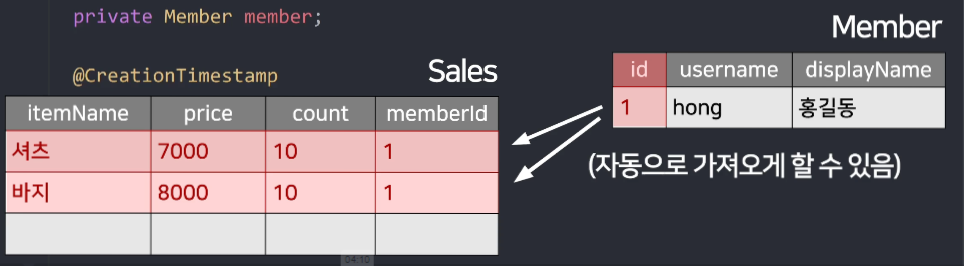 private Member member;
@CreationTimestamp
Sales
itemName price count memberId
셔츠 7000 10 1
바지 8000 10 1
Member
id username displayName
1 hong 홍길동
(자동으로 가져오게 할 수 있음)
04:10